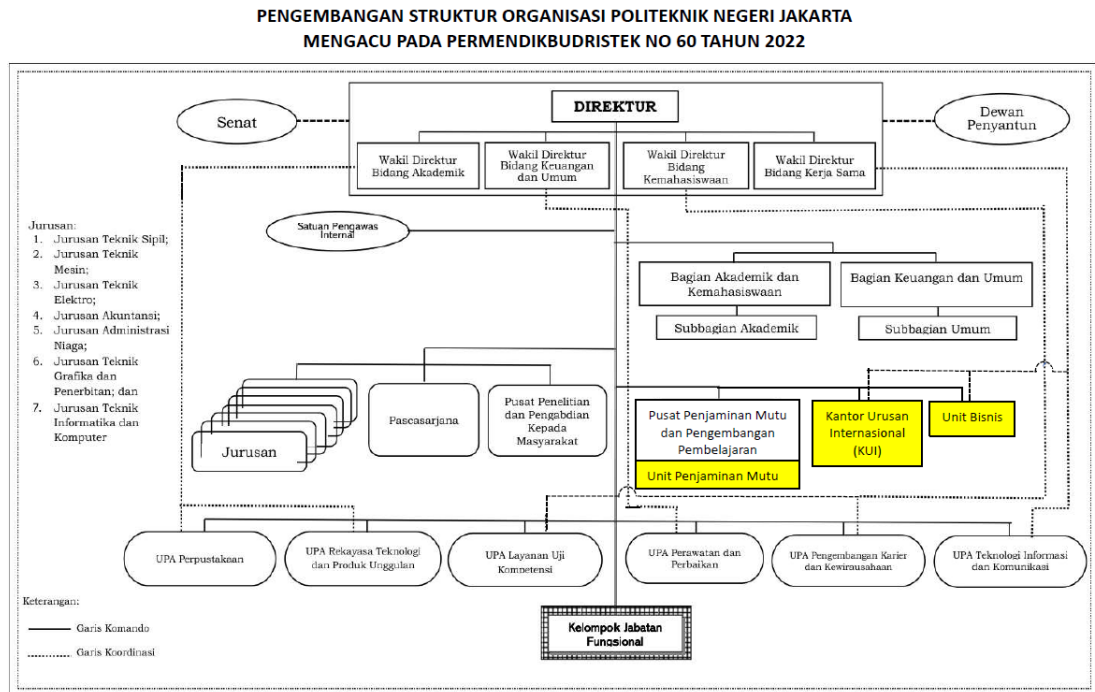 PENGEMBANGAN STRUKTUR ORGANISASI POLITEKNIK NEGERI JAKARTA
MENGACU PADA PERMENDIKBUDRISTEK NO 60 TAHUN 2022
DIREKTUR
Senat
Dewan
Penyantun
Wakil Direktur
Bidang Akademik
Wakil Direktur
Bidang Keuangan
dan Umum
Wakil Direktur
Bidang
Kemahasiswaan
Wakil Direktur
Bidang Kerja Sama
Satuan Pengawas
Internal
Jurusan:
1. Jurusan Teknik Sipil;
2. Jurusan Teknik
Mesin;
3. Jurusan Teknik
Elektro;
4. Jurusan Akuntansi;
5. Jurusan Administrasi
Niaga;
6. Jurusan Teknik
Grafika dan
Penerbitan; dan
7. Jurusan Teknik
Informatika dan
Komputer
Bagian Akademik dan
Kemahasiswaan
Bagian Keuangan dan Umum
Subbagian Akademik
Subbagian Umum
Jurusan
Pascasarjana
Pusat Penelitian
dan Pengabdian
Kepada
Masyarakat
Pusat Penjaminan Mutu
dan Pengembangan
Pembelajaran
Unit Penjaminan Mutu
Kantor Urusan
Internasional
(KUI)
Unit Bisnis
UPA Perpustakaan
UPA Rekayasa Teknologi
dan Produk Unggulan
UPA Layanan Uji
Kompetensi
UPA Perawatan dan
Perbaikan
UPA Pengembangan Karier
dan Kewirausahaan
UPA Teknologi Informasi
dan Komunikasi
Keterangan:
Garis Komando
Garis Koordinasi
Kelompok Jabatan
Fungsional